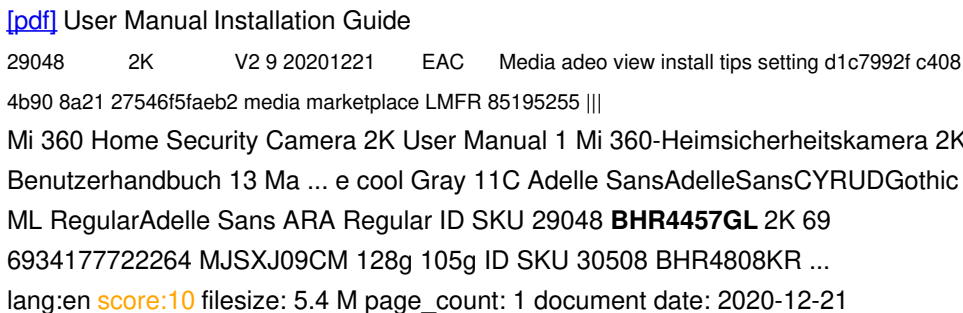 [pdf] User Manual Installation Guide
29048 2K V2 9 20201221 EAC Media adeo view install tips setting d1c7992f c408
4b90 8a21 27546f5faeb2 media marketplace LMFR 85195255 |||
Mi 360 Home Security Camera 2K User Manual 1 Mi 360-Heimsicherheitskamera 2K
Benutzerhandbuch 13 Ma ... e cool Gray 11C Adelle SansAdelleSansCYRUDGothic
ML RegularAdelle Sans ARA Regular ID SKU 29048 BHR4457GL 2K 69
6934177722264 MJSXJ09CM 128g 105g ID SKU 30508 BHR4808KR ...
lang:en score:10 filesize: 5.4 M page_count: 1 document date: 2020-12-21